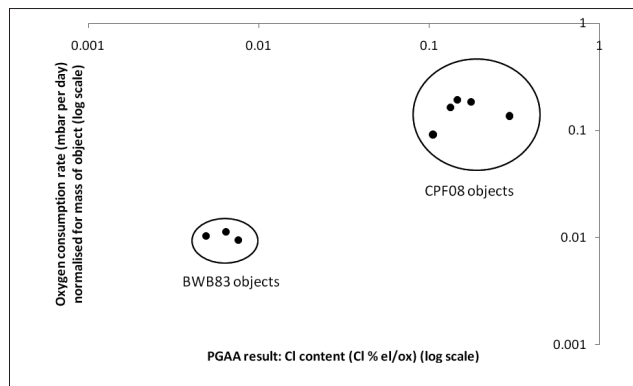 0.001 0.01 0.1 1
1
0.1
0.01
0.001
Oxygen consumption rate (mbar per day)
normalised for mass of object (log scale)
CPF08 objects
BWB83 objects
PGAA result: Cl content (Cl % el/ox) (log scale)